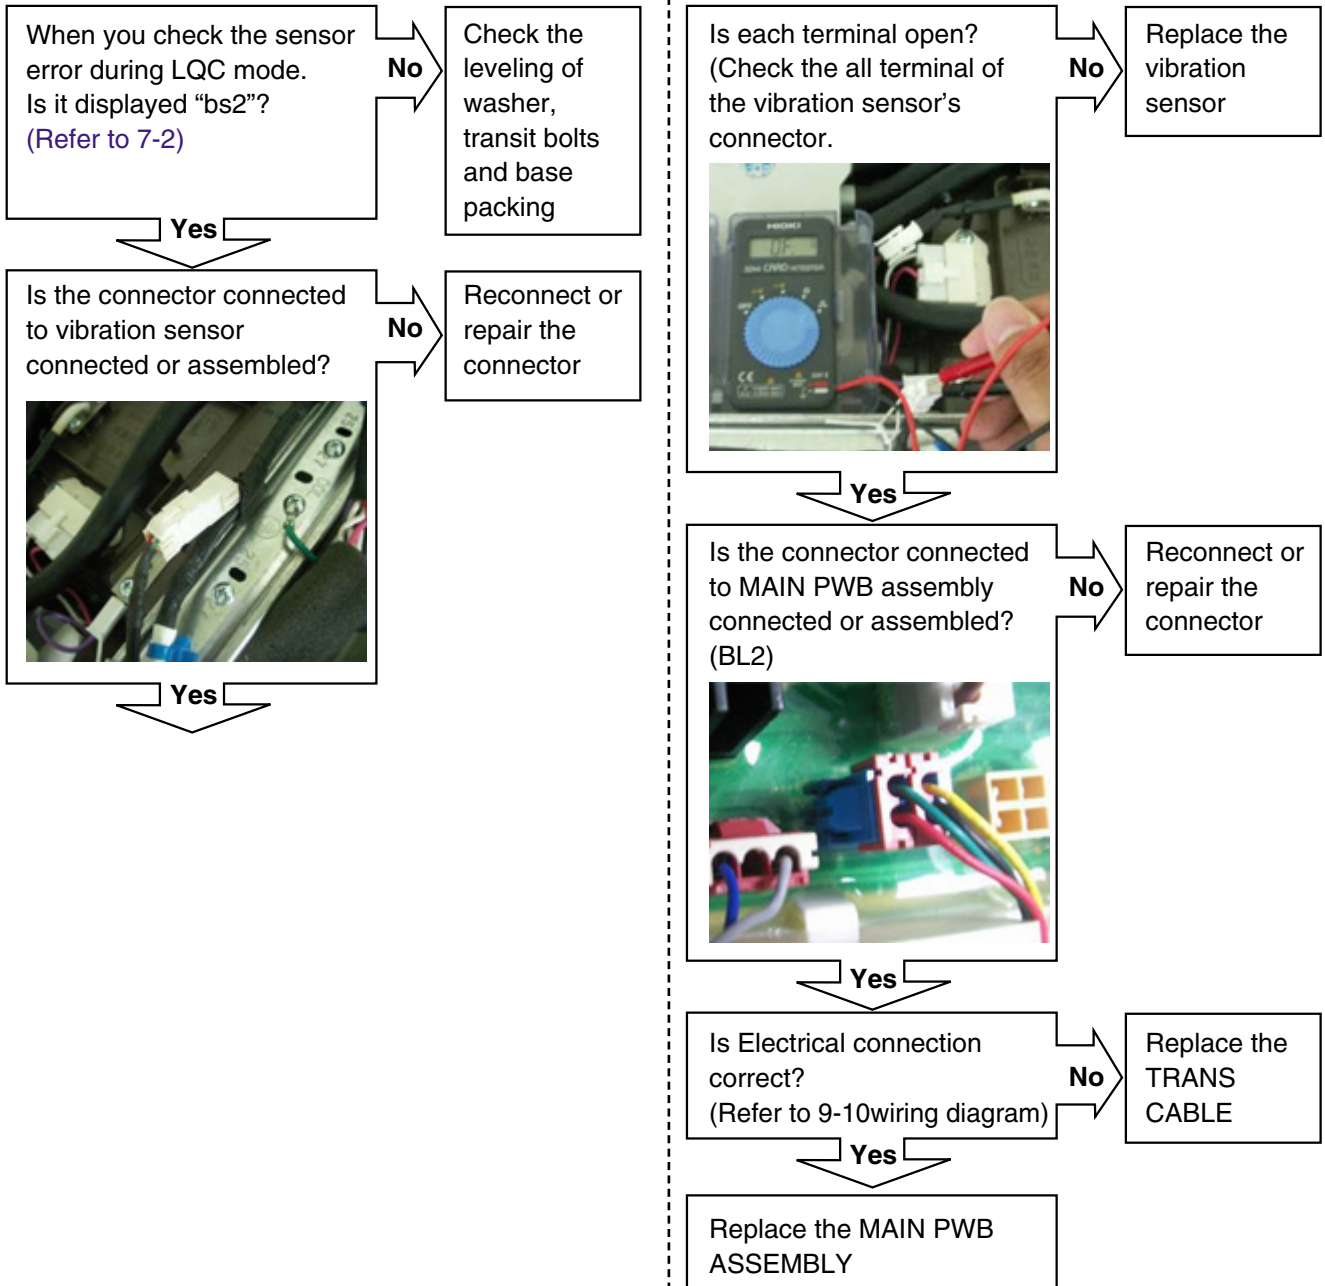 When you check the sensor
error during LQC mode.
Is it displayed “bs2”?
(Refer to 7-2)
No
Check the
leveling of
washer,
transit bolts
and base
packing
Yes
Is the connector connected
to vibration sensor
connected or assembled?
No
Reconnect or
repair the
connector
Yes
Is each terminal open?
(Check the all terminal of
the vibration sensor’s
connector.
No
Replace the
vibration
sensor
HIOKI
OFF
CE
Yes
Is the connector connected
to MAIN PWB assembly
connected or assembled?
(BL2)
No
Reconnect or
repair the
connector
Yes
Is Electrical connection
correct?
(Refer to 9-10wiring diagram)
No
Replace the
TRANS
CABLE
Yes
Replace the MAIN PWB
ASSEMBLY